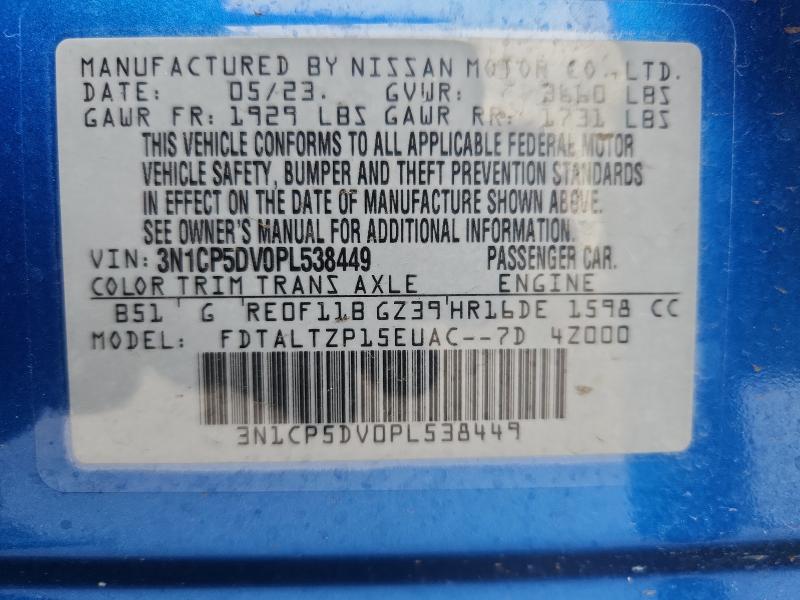 MANUFACTURED BY NISSAN MOTOR CO., LTD.
DATE: 05/23. GVWR: 3660 LBS
GAWR FR: 1929 LBS GAWR RR: 1731 LBS
THIS VEHICLE CONFORMS TO ALL APPLICABLE FEDERAL MOTOR
VEHICLE SAFETY, BUMPER AND THEFT PREVENTION STANDARDS
IN EFFECT ON THE DATE OF MANUFACTURE SHOWN ABOVE.
SEE OWNER'S MANUAL FOR ADDITIONAL INFORMATION.
VIN: 3N1CP5DV0PL538449 PASSENGER CAR.
COLOR TRIM TRANS AXLE ENGINE
B51 G RE0F11B GZ39 HR16DE 1598 CC
MODEL: FDTALTZP15EUAC--7D 4Z000
3N1CP5DV0PL538449